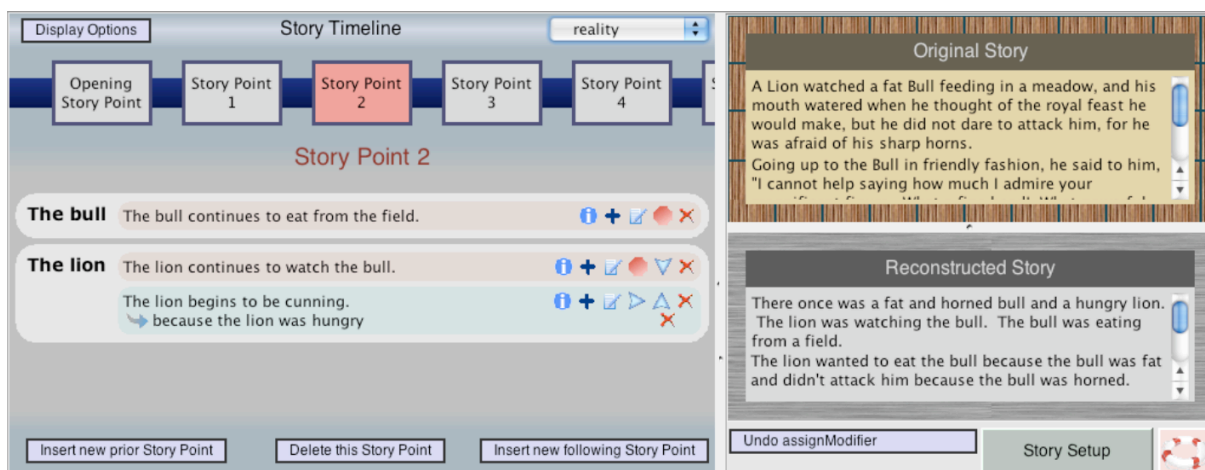 Display Options
Story Timeline
reality
Opening
Story Point
Story Point
1
Story Point
2
Story Point
3
Story Point
4
Story Point 2
The bull
The bull continues to eat from the field.
The lion
The lion continues to watch the bull.
The lion begins to be cunning.
because the lion was hungry
Insert new prior Story Point
Delete this Story Point
Insert new following Story Point
Original Story
A Lion watched a fat Bull feeding in a meadow, and his
mouth watered when he thought of the royal feast he
would make, but he did not dare to attack him, for he
was afraid of his sharp horns.
Going up to the Bull in friendly fashion, he said to him,
"I cannot help saying how much I admire your
Reconstructed Story
There once was a fat and horned bull and a hungry lion.
The lion was watching the bull. The bull was eating
from a field.
The lion wanted to eat the bull because the bull was fat
and didn't attack him because the bull was horned.
Undo assignModifier
Story Setup